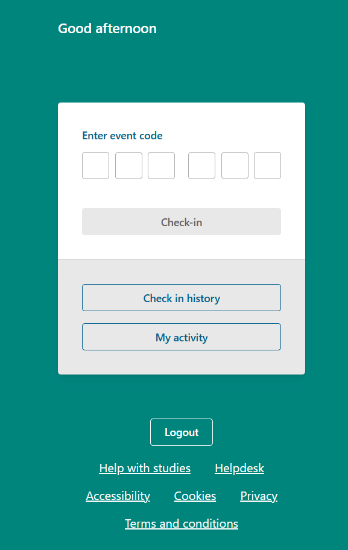 Good afternoon
Enter event code
Check-in
Check in history
My activity
Logout
Help with studies Helpdesk
Accessibility Cookies Privacy
Terms and conditions